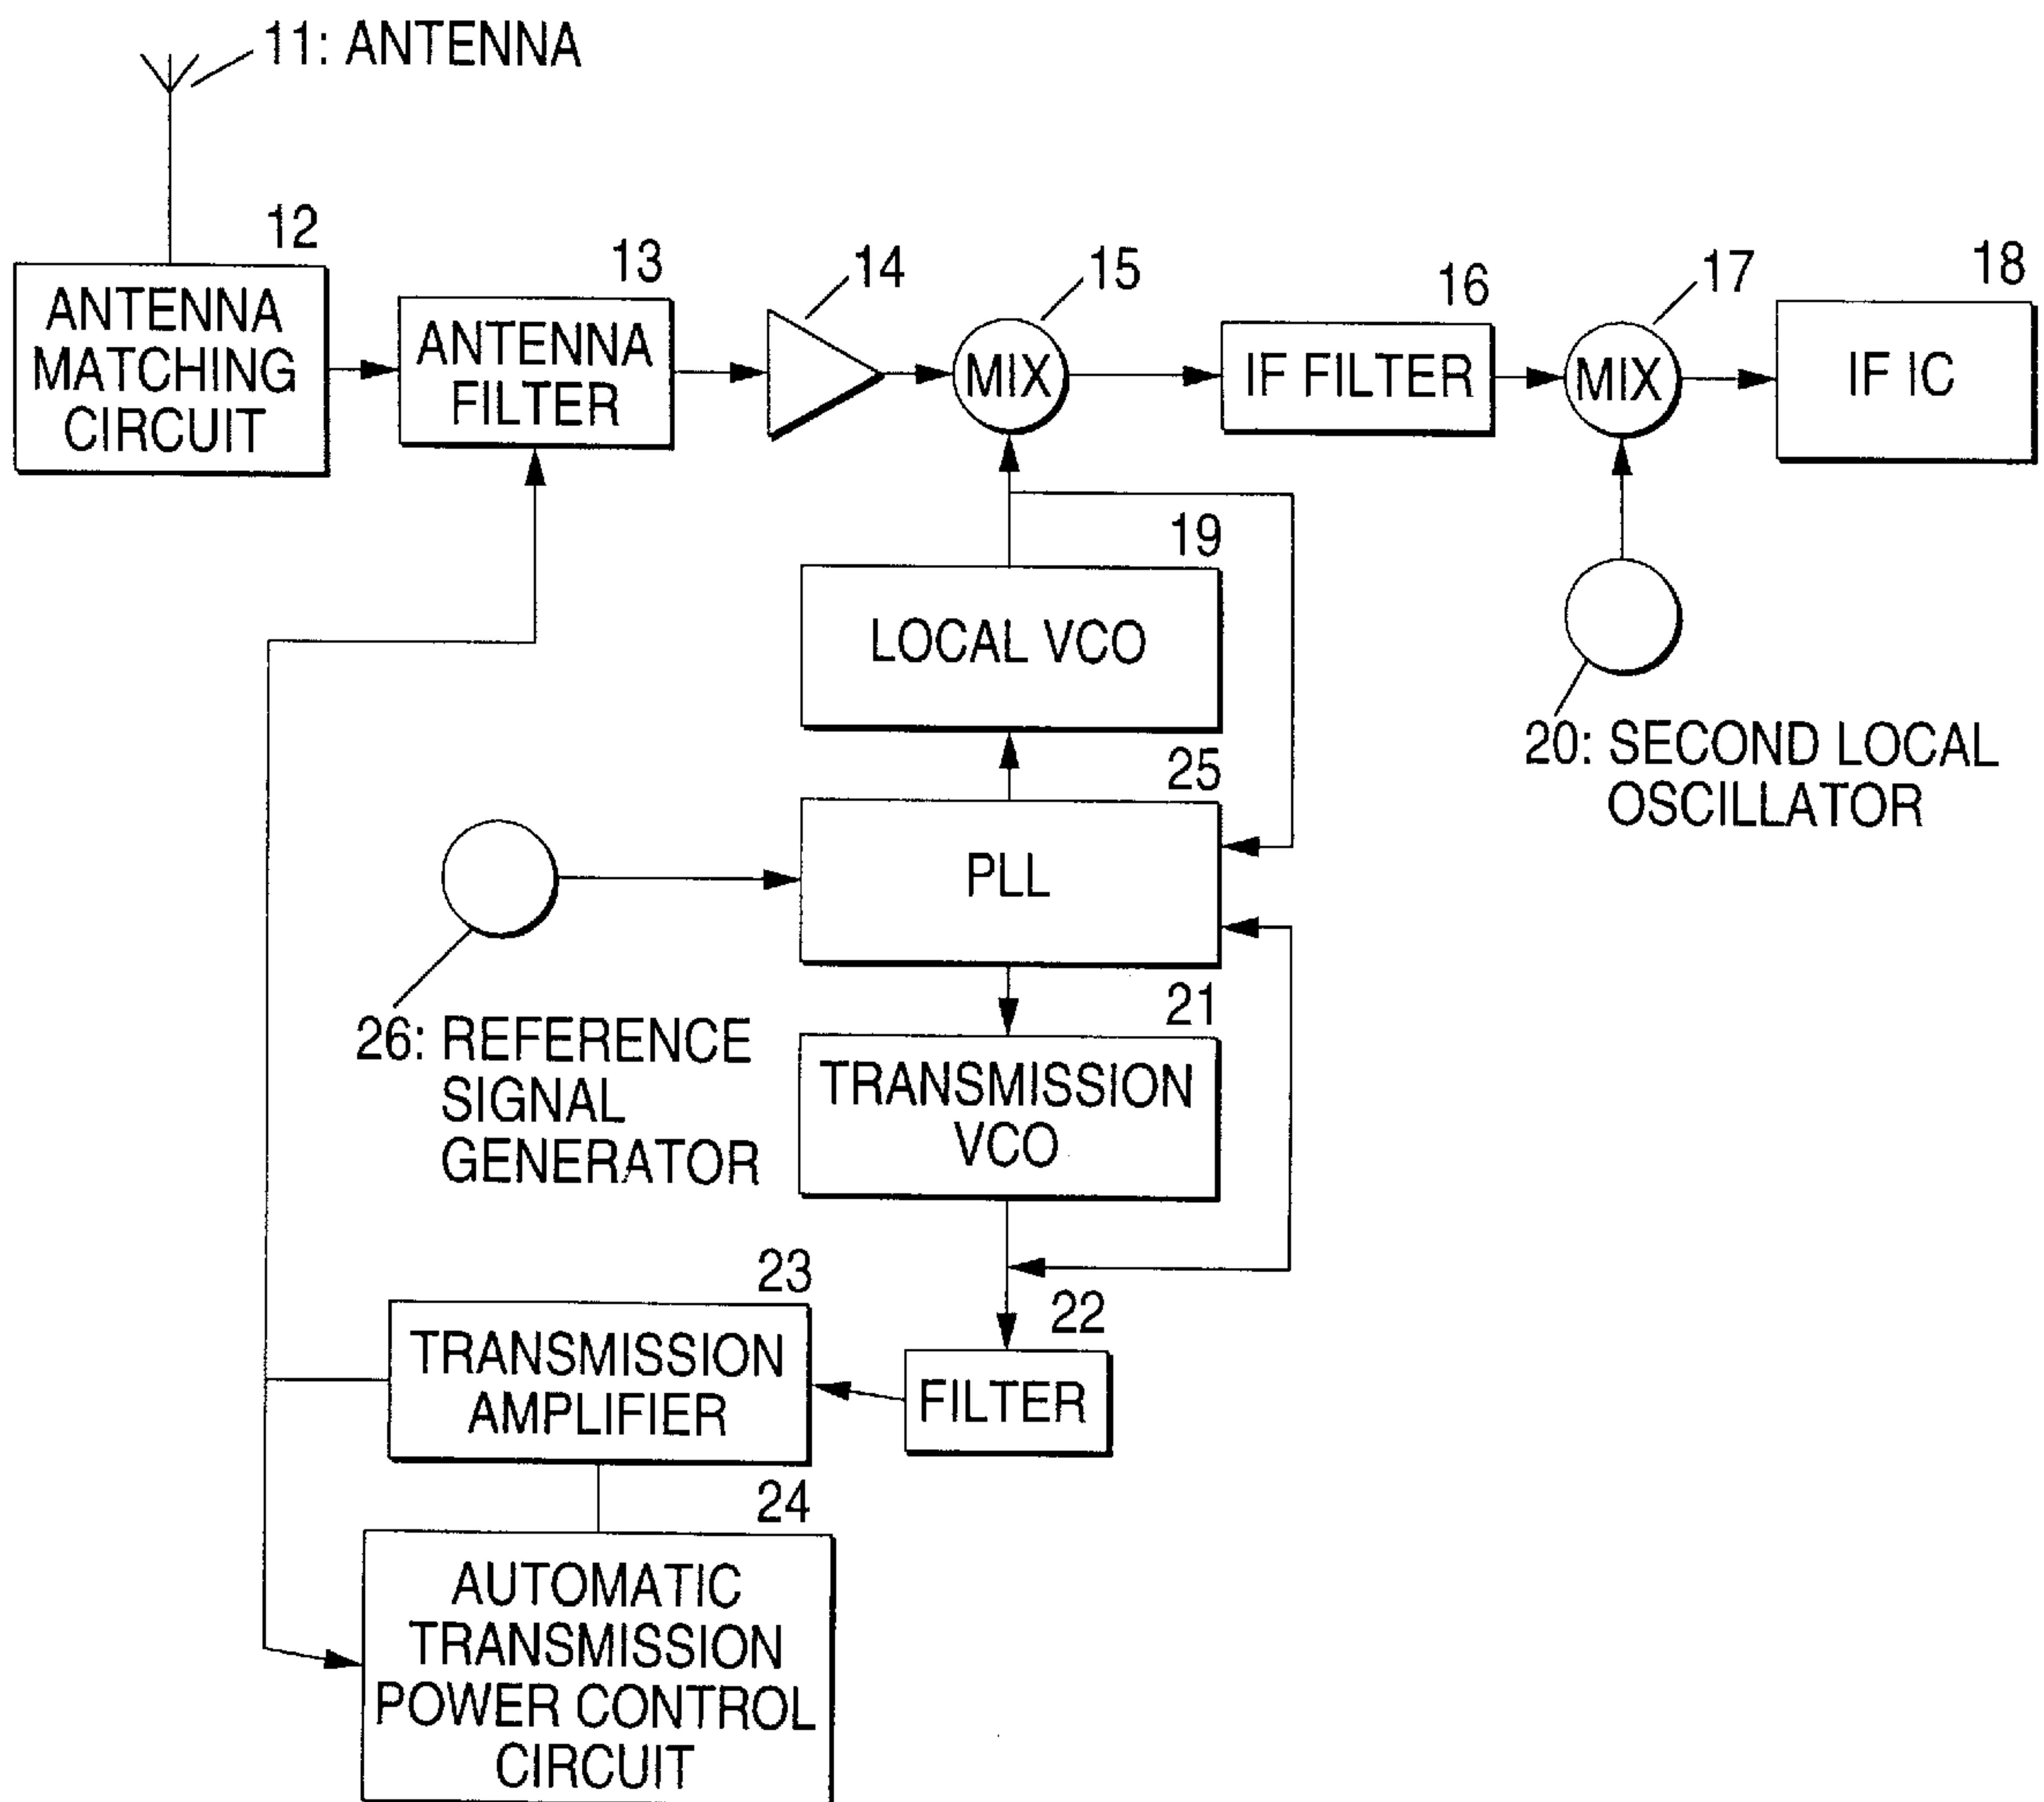 11: ANTENNA
12
ANTENNA
MATCHING
CIRCUIT
13
ANTENNA
FILTER
14
15
MIX
16
IF FILTER
17
MIX
18
IF IC
19
LOCAL VCO
20: SECOND LOCAL
OSCILLATOR
25
PLL
26: REFERENCE
SIGNAL
GENERATOR
21
TRANSMISSION
VCO
22
FILTER
23
TRANSMISSION
AMPLIFIER
24
AUTOMATIC
TRANSMISSION
POWER CONTROL
CIRCUIT